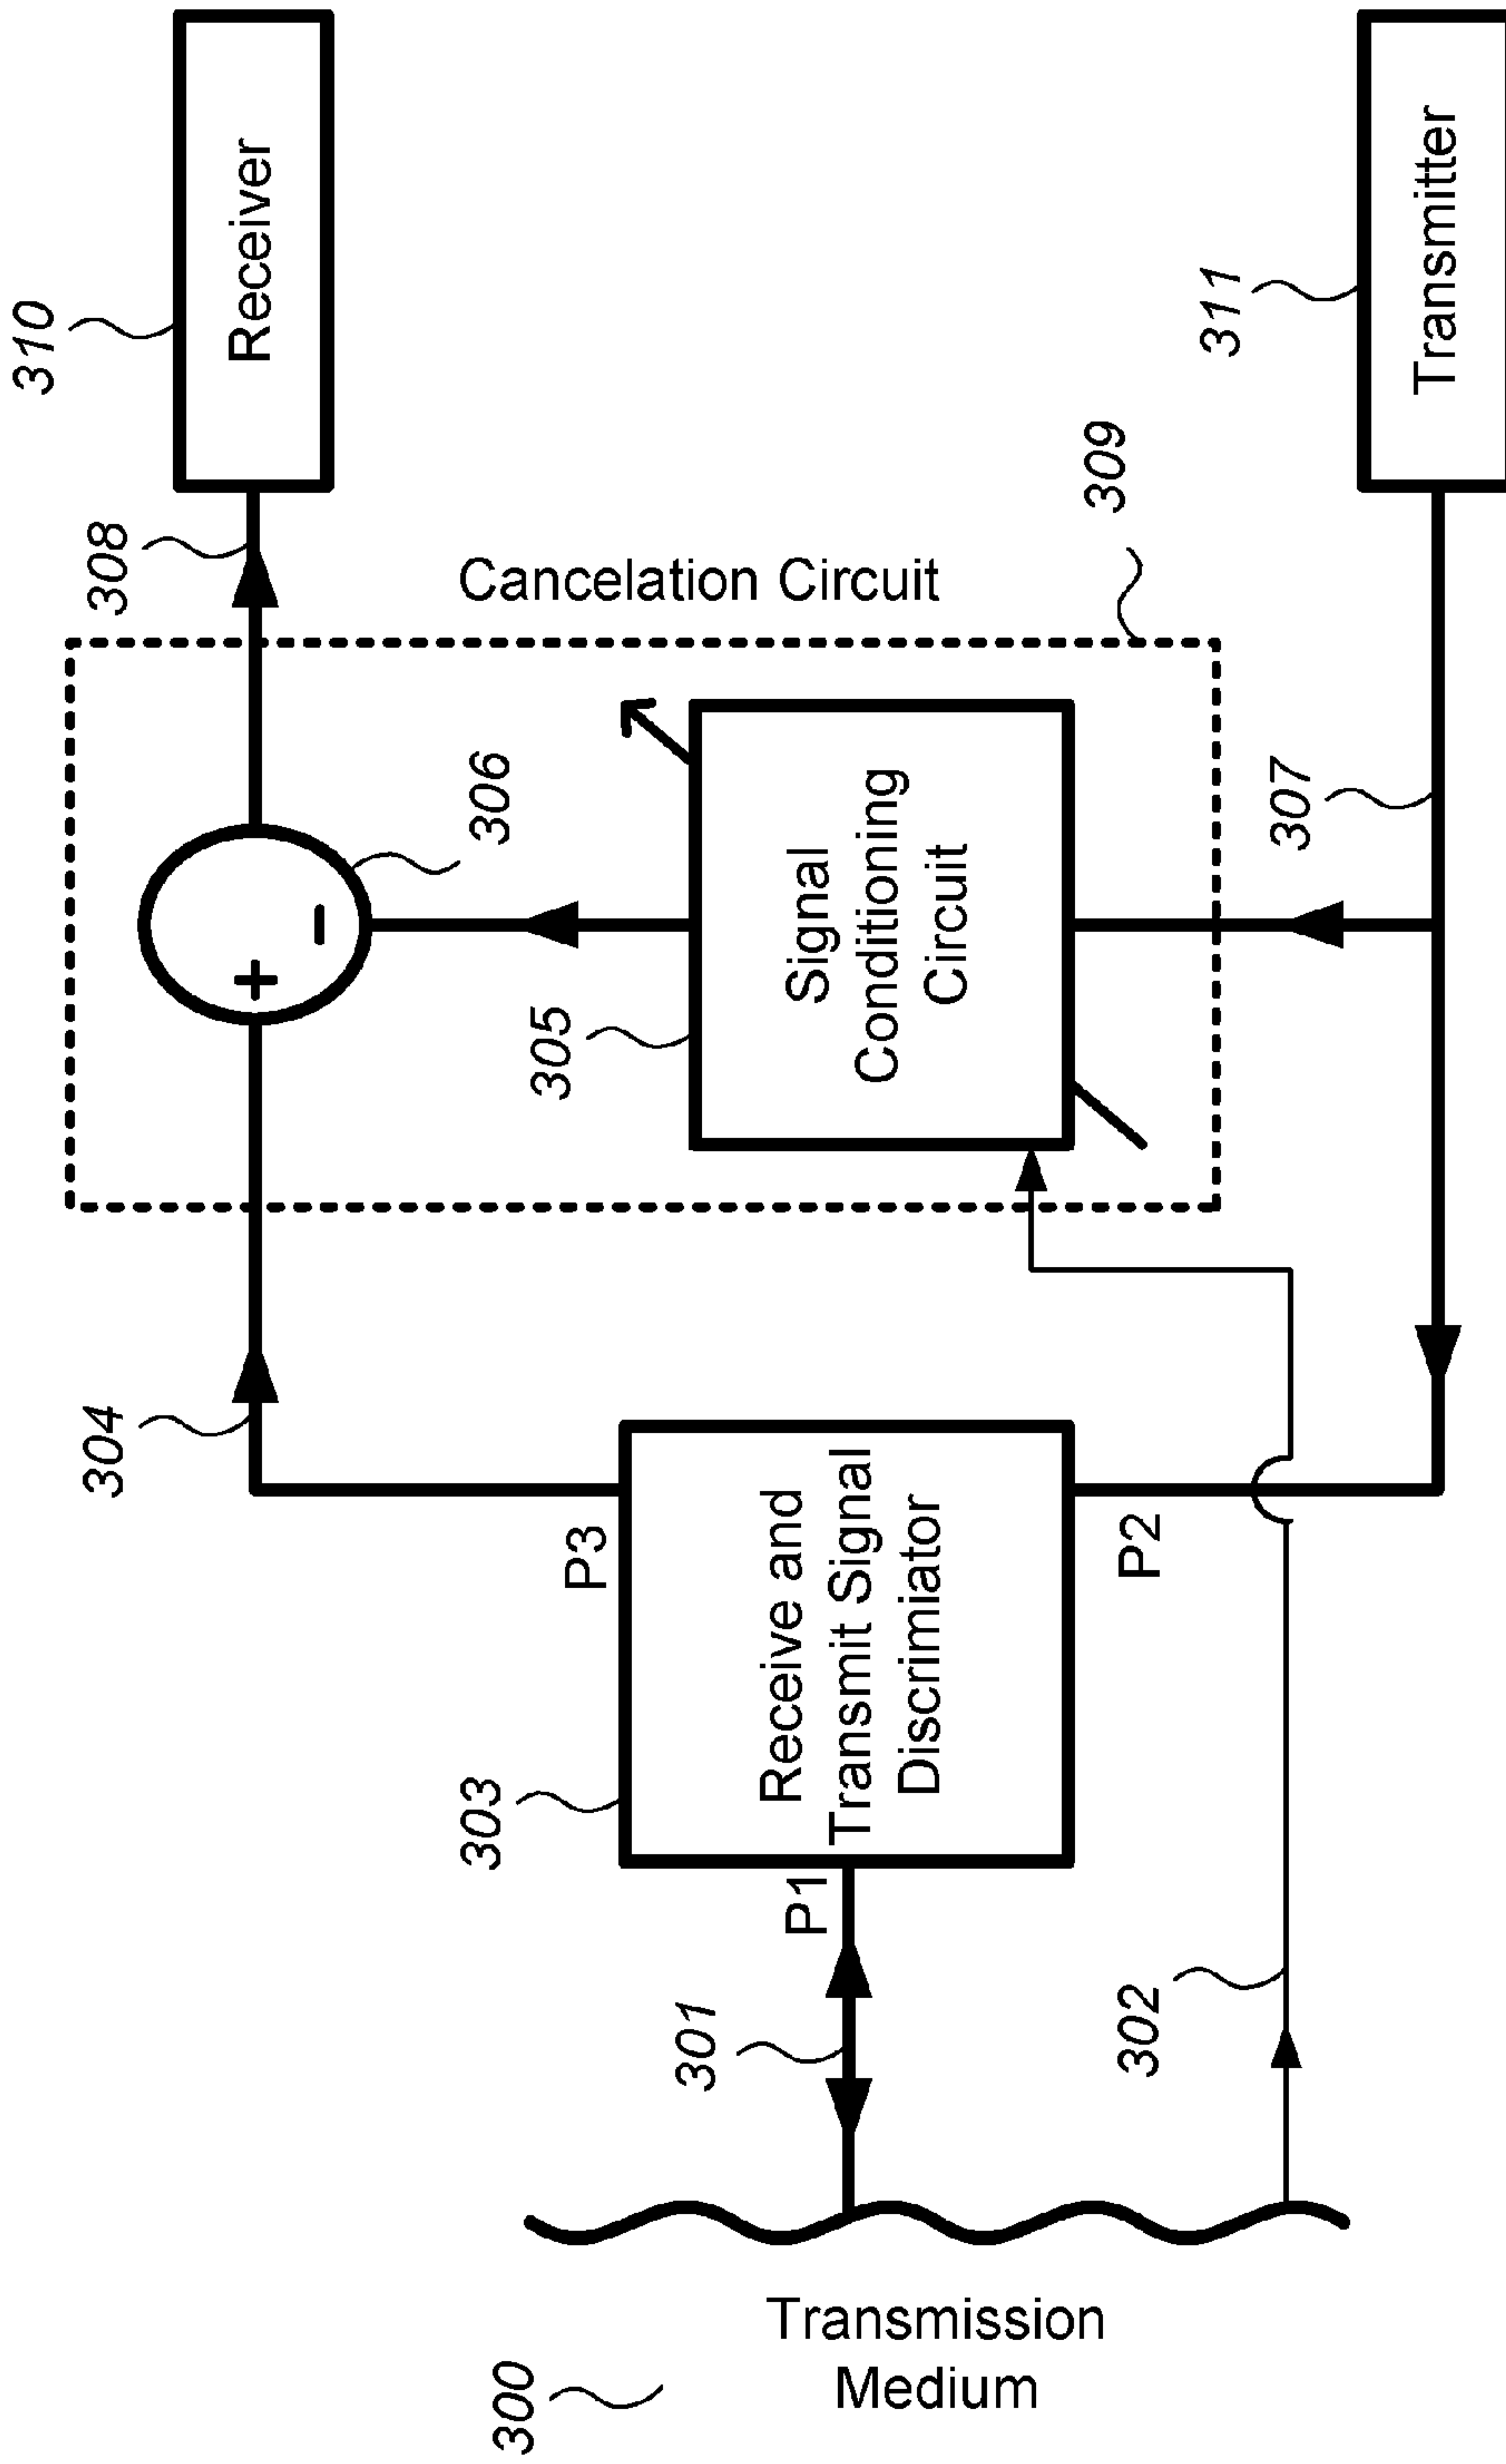 310
Receiver
308
Cancelation Circuit
309
306
304
305
Signal
Conditioning
Circuit
307
311
Transmitter
+
-
303
P3
Receive and
Transmit Signal
Discrimiator
P1
P2
301
302
300
Transmission
Medium